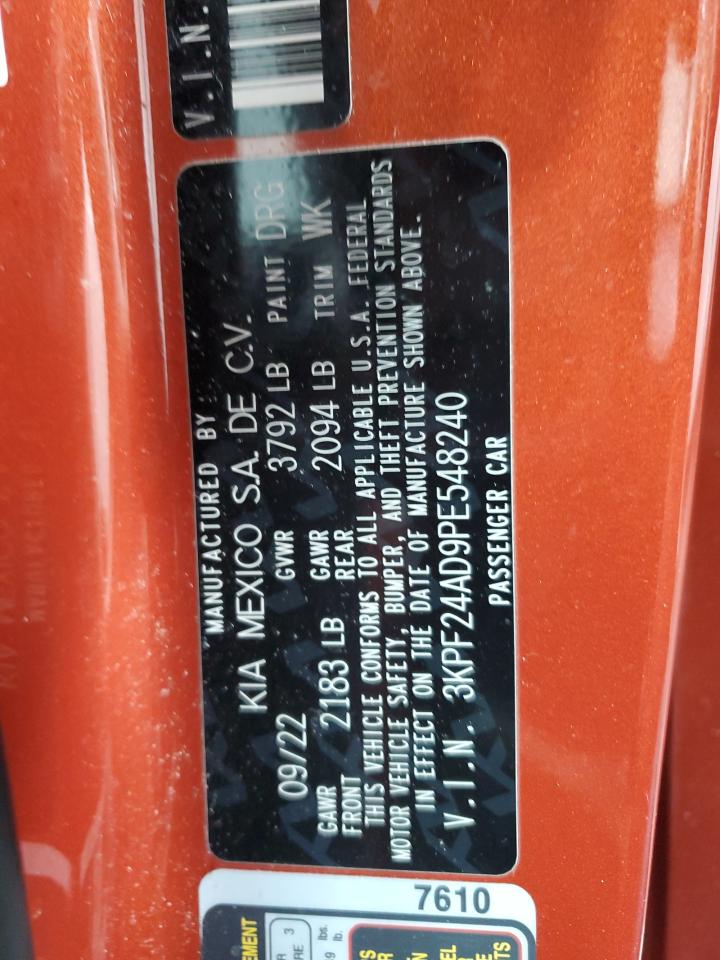 V.I.N.
MANUFACTURED BY:
KIA MEXICO S.A. DE C.V.
09/22 GVWR 3792 LB PAINT DRG
GAWR FRONT 2183 LB GAWR REAR 2094 LB TRIM WK
THIS VEHICLE CONFORMS TO ALL APPLICABLE U.S.A. FEDERAL
MOTOR VEHICLE SAFETY, BUMPER, AND THEFT PREVENTION STANDARDS
IN EFFECT ON THE DATE OF MANUFACTURE SHOWN ABOVE.
V.I.N. 3KPF24AD9PE548240
PASSENGER CAR
7610